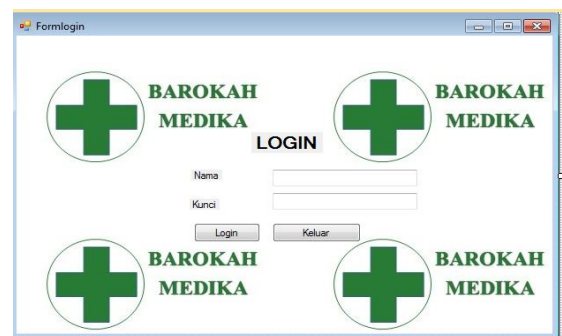 Formlogin
BAROKAH
MEDIKA
BAROKAH
MEDIKA
LOGIN
Nama
Kunci
Login Keluar
BAROKAH
MEDIKA
BAROKAH
MEDIKA